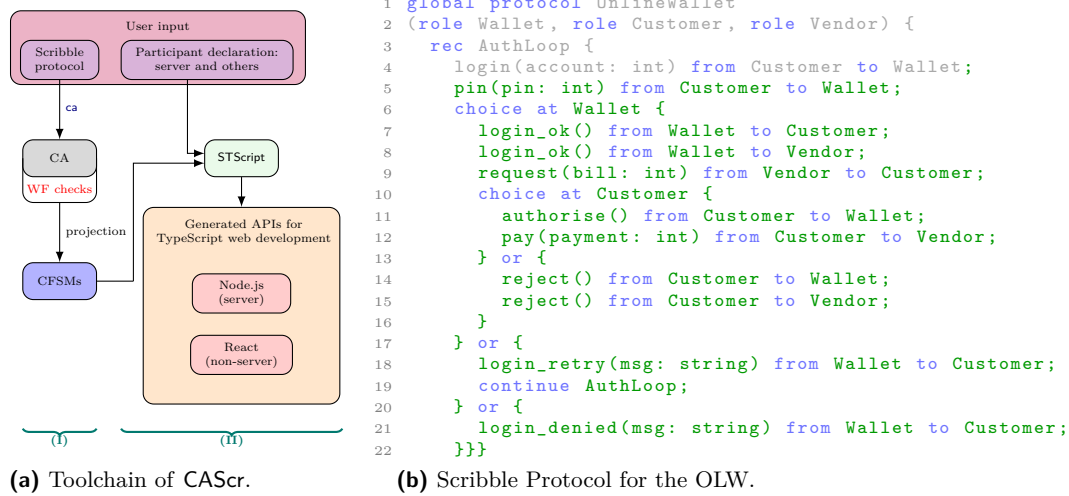 User input
Scribble
protocol
Participant declaration:
server and others
ca
CA
WF checks
STScript
projection
Generated APIs for
TypeScript web development
CFSMs
Node.js
(server)
React
(non-server)
(I)
(II)
(a) Toolchain of CAScr.
1 global protocol OnlineWallet
2 (role Wallet, role Customer, role Vendor) {
3 rec AuthLoop {
4 login(account: int) from Customer to Wallet;
5 pin(pin: int) from Customer to Wallet;
6 choice at Wallet {
7 login_ok() from Wallet to Customer;
8 login_ok() from Wallet to Vendor;
9 request(bill: int) from Vendor to Customer;
10 choice at Customer {
11 authorise() from Customer to Wallet;
12 pay(payment: int) from Customer to Vendor;
13 } or {
14 reject() from Customer to Wallet;
15 reject() from Customer to Vendor;
16 }
17 } or {
18 login_retry(msg: string) from Wallet to Customer;
19 continue AuthLoop;
20 } or {
21 login_denied(msg: string) from Wallet to Customer;
22 }}}
(b) Scribble Protocol for the OLW.